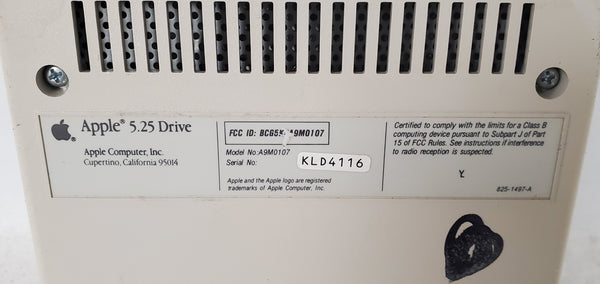 Apple® 5.25 Drive
Apple Computer, Inc.
Cupertino, California 95014
FCC ID: BCG5K A9M0107
Model No:A9M0107
Serial No:
KLD4116
Apple and the Apple logo are registered
trademarks of Apple Computer, Inc.
Certified to comply with the limits for a Class B
computing device pursuant to Subpart J of Part
15 of FCC Rules. See instructions if interference
to radio reception is suspected.
Y
825-1497-A